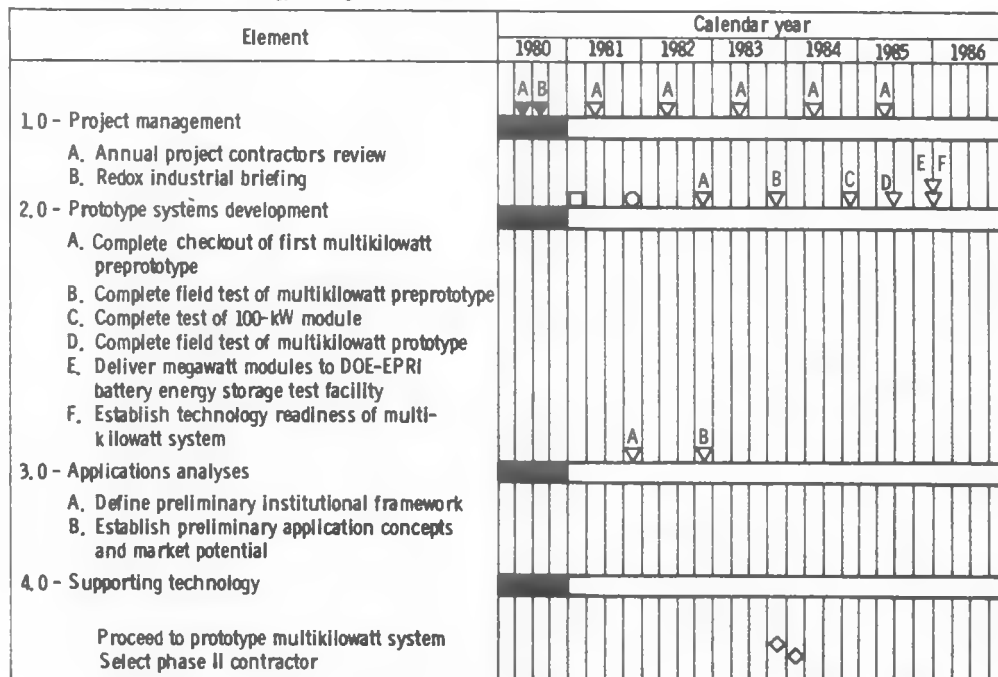 Element
Calendar year
1980 1981 1982 1983 1984 1985 1986
A B A A A A A
1.0 - Project management
A. Annual project contractors review
B. Redox industrial briefing
A B C D E F
2.0 - Prototype systems development
A. Complete checkout of first multikilowatt
preprototype
B. Complete field test of multikilowatt preprototype
C. Complete test of 100-kW module
D. Complete field test of multikilowatt prototype
E. Deliver megawatt modules to DOE-EPRI
battery energy storage test facility
F. Establish technology readiness of multi-
kilowatt system
A B
3.0 - Applications analyses
A. Define preliminary institutional framework
B. Establish preliminary application concepts
and market potential
4.0 - Supporting technology
Proceed to prototype multikilowatt system
Select phase II contractor